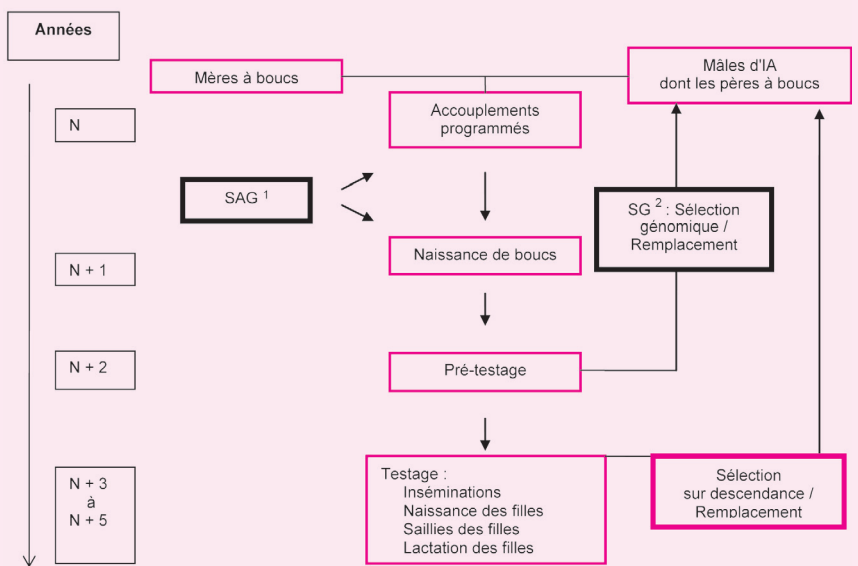 Années
Mères à boucs
Mâles d'IA
dont les pères à boucs
N
Accouplements
programmés
SAG ¹
SG ² : Sélection
génomique /
Remplacement
N + 1
Naissance de boucs
N + 2
Pré-testage
N + 3
à
N + 5
Testage :
Inséminations
Naissance des filles
Saillies des filles
Lactation des filles
Sélection
sur descendance /
Remplacement